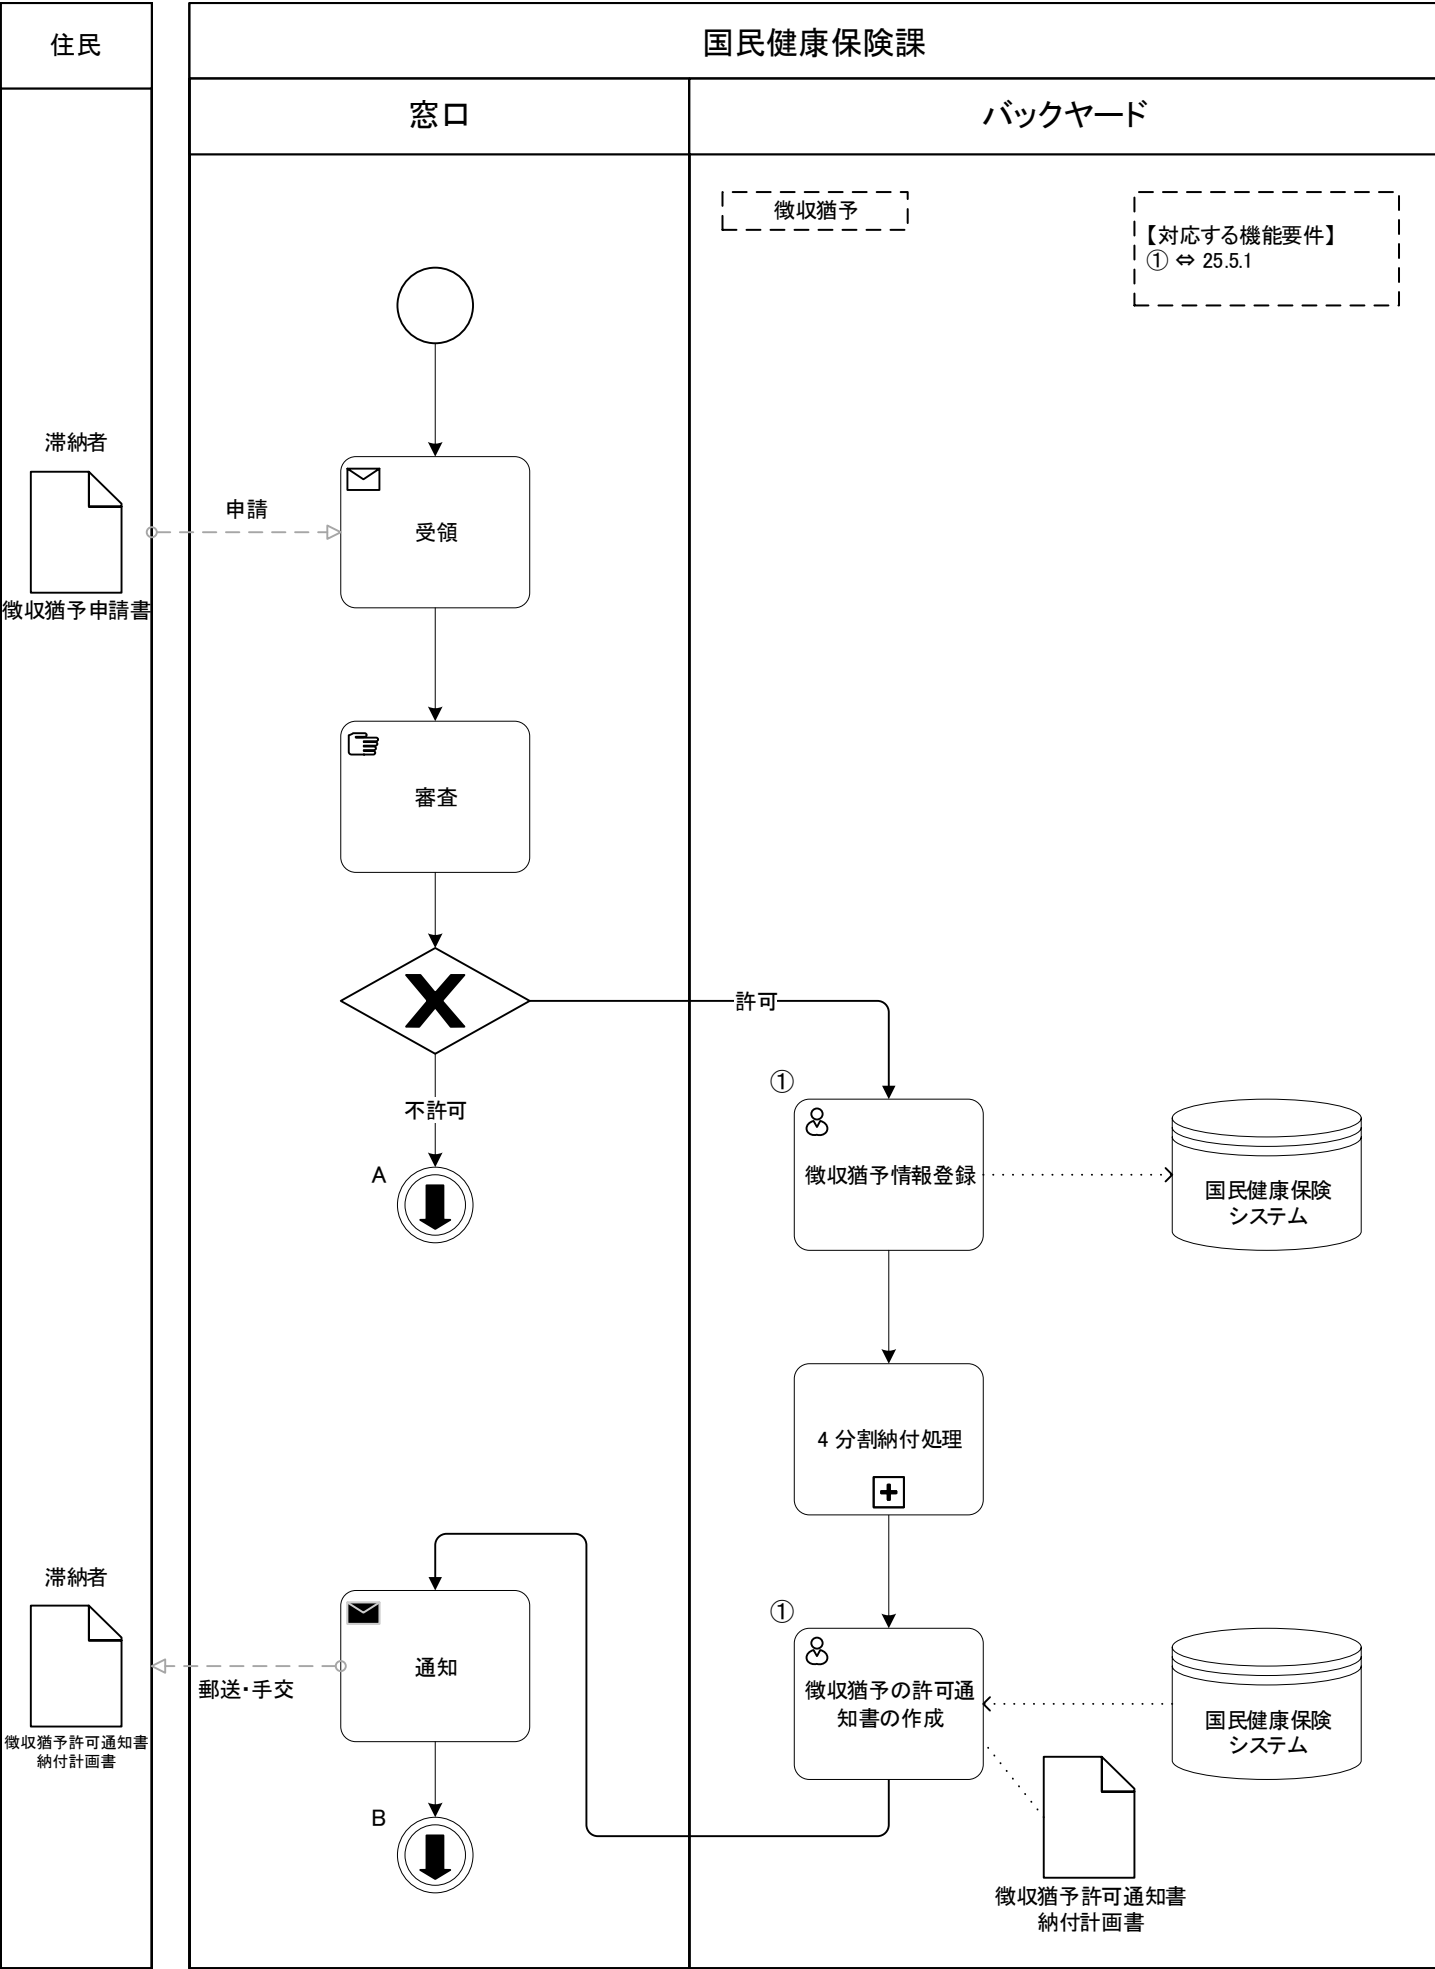 住民
国民健康保険課
窓口
バックヤード
徴収猶予
【対応する機能要件】
① ⇔ 25.5.1
滞納者
徴収猶予申請書
申請
受領
審査
許可
不許可
A
①
徴収猶予情報登録
国民健康保険
システム
4 分割納付処理
滞納者
徴収猶予許可通知書
納付計画書
郵送・手交
通知
①
徴収猶予の許可通
知書の作成
国民健康保険
システム
B
徴収猶予許可通知書
納付計画書